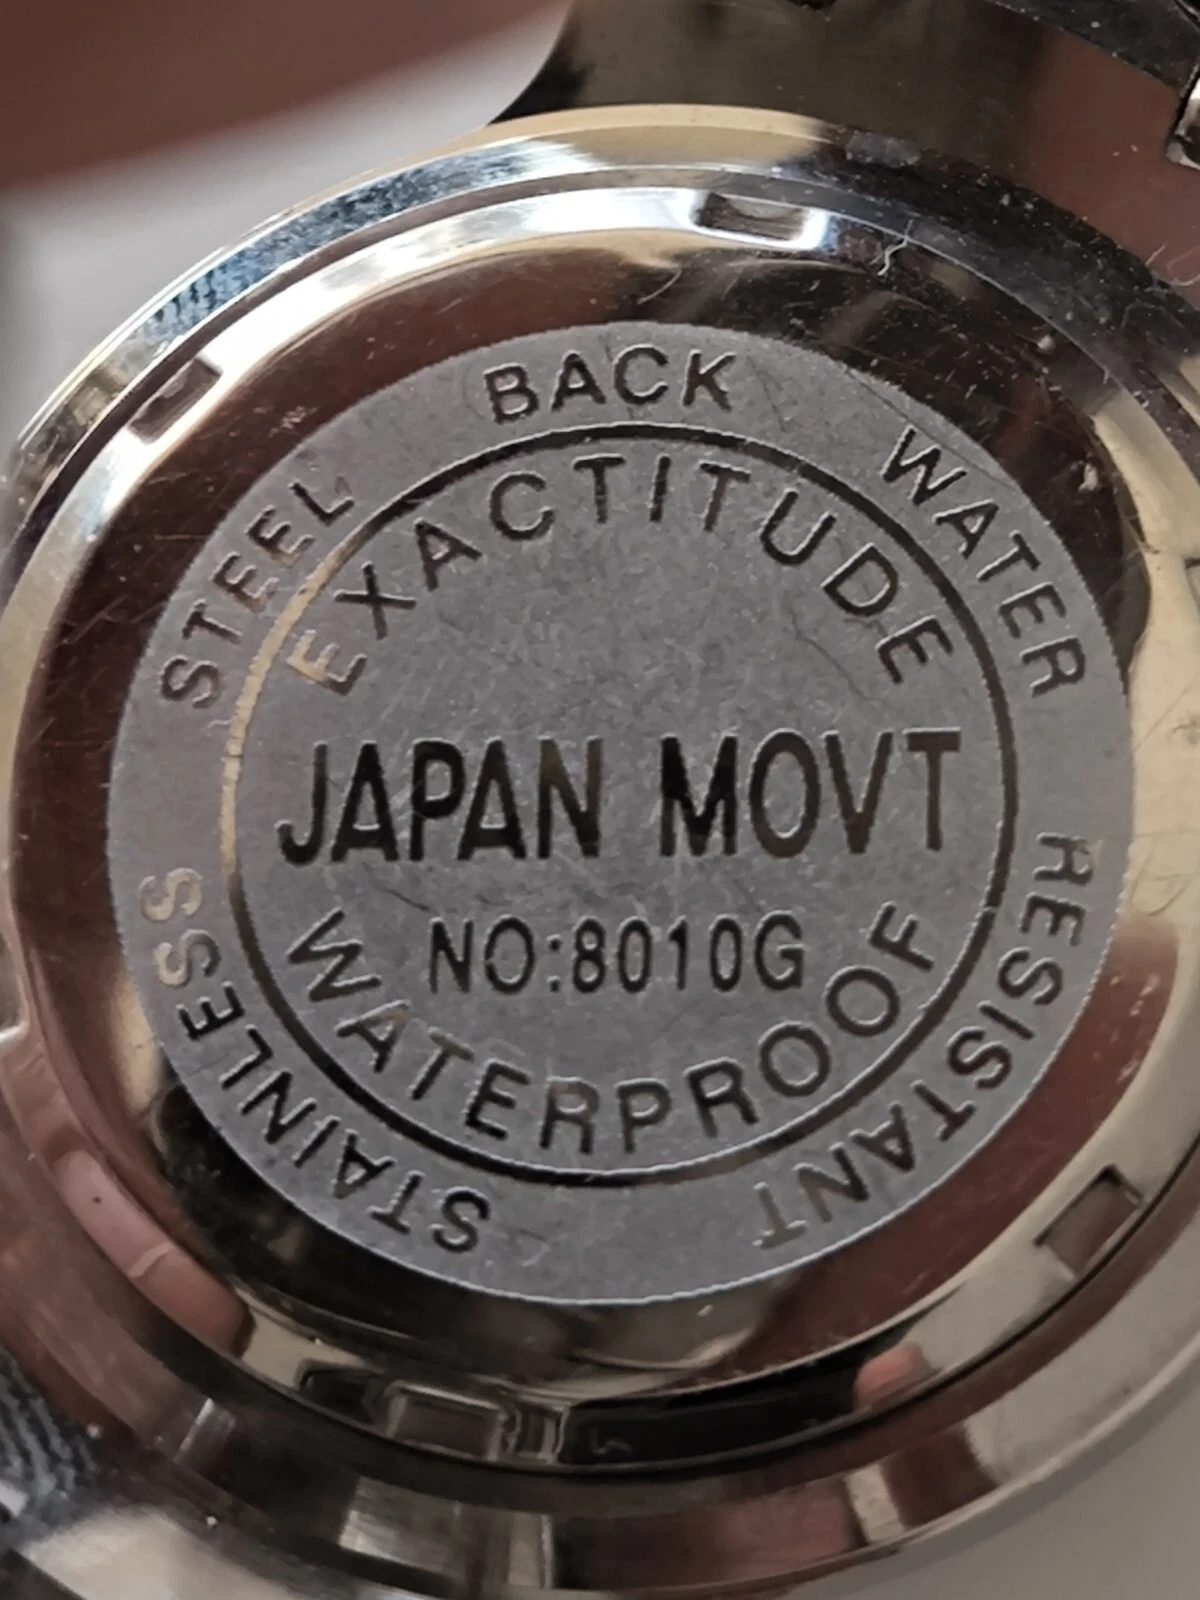 STAINLESS STEEL BACK WATER RESISTANT
EXACTITUDE
JAPAN MOVT
NO:8010G
WATERPROOF